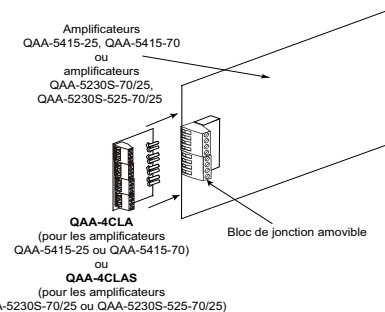 Amplificateurs
QAA-5415-25, QAA-5415-70
ou
amplificateurs
QAA-5230S-70/25,
QAA-5230S-525-70/25
Bloc de jonction amovible
QAA-4CLA
(pour les amplificateurs
QAA-5415-25 ou QAA-5415-70)
ou
QAA-4CLAS
(pour les amplificateurs
-5230S-70/25 ou QAA-5230S-525-70/25)